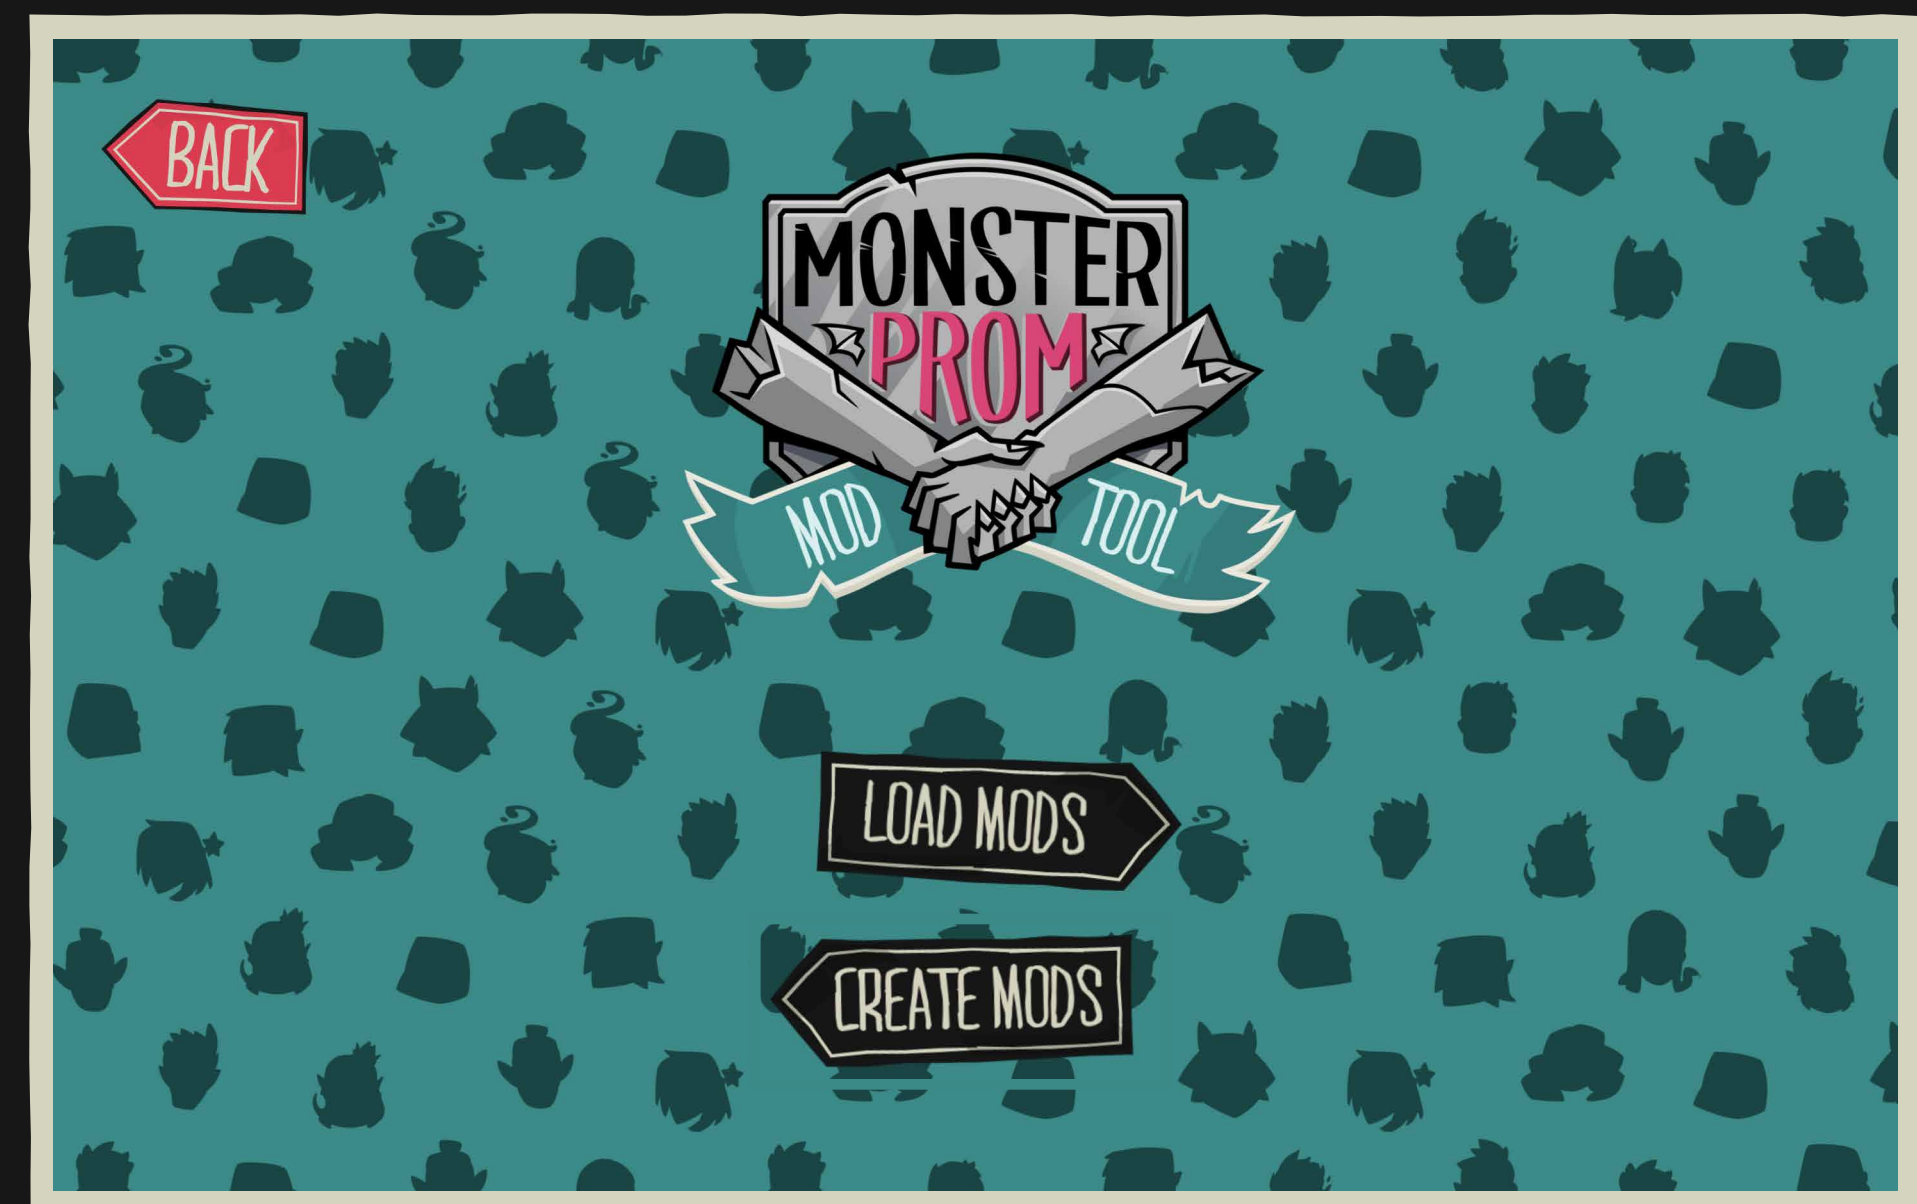 BACK
MONSTER
PROM
MOD TOOL
LOAD MODS
CREATE MODS